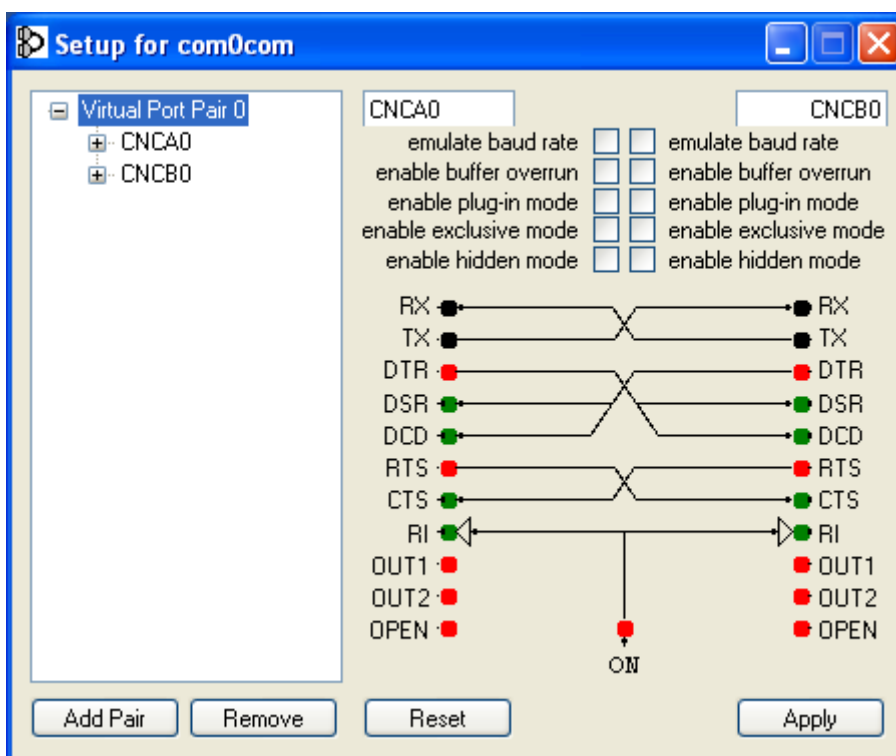 Setup for com0com
Virtual Port Pair 0
CNCA0
CNCB0
CNCA0 CNCB0
emulate baud rate emulate baud rate
enable buffer overrun enable buffer overrun
enable plug-in mode enable plug-in mode
enable exclusive mode enable exclusive mode
enable hidden mode enable hidden mode
RX RX
TX TX
DTR DTR
DSR DSR
DCD DCD
RTS RTS
CTS CTS
RI RI
OUT1 OUT1
OUT2 OUT2
OPEN OPEN
ON
Add Pair Remove Reset Apply